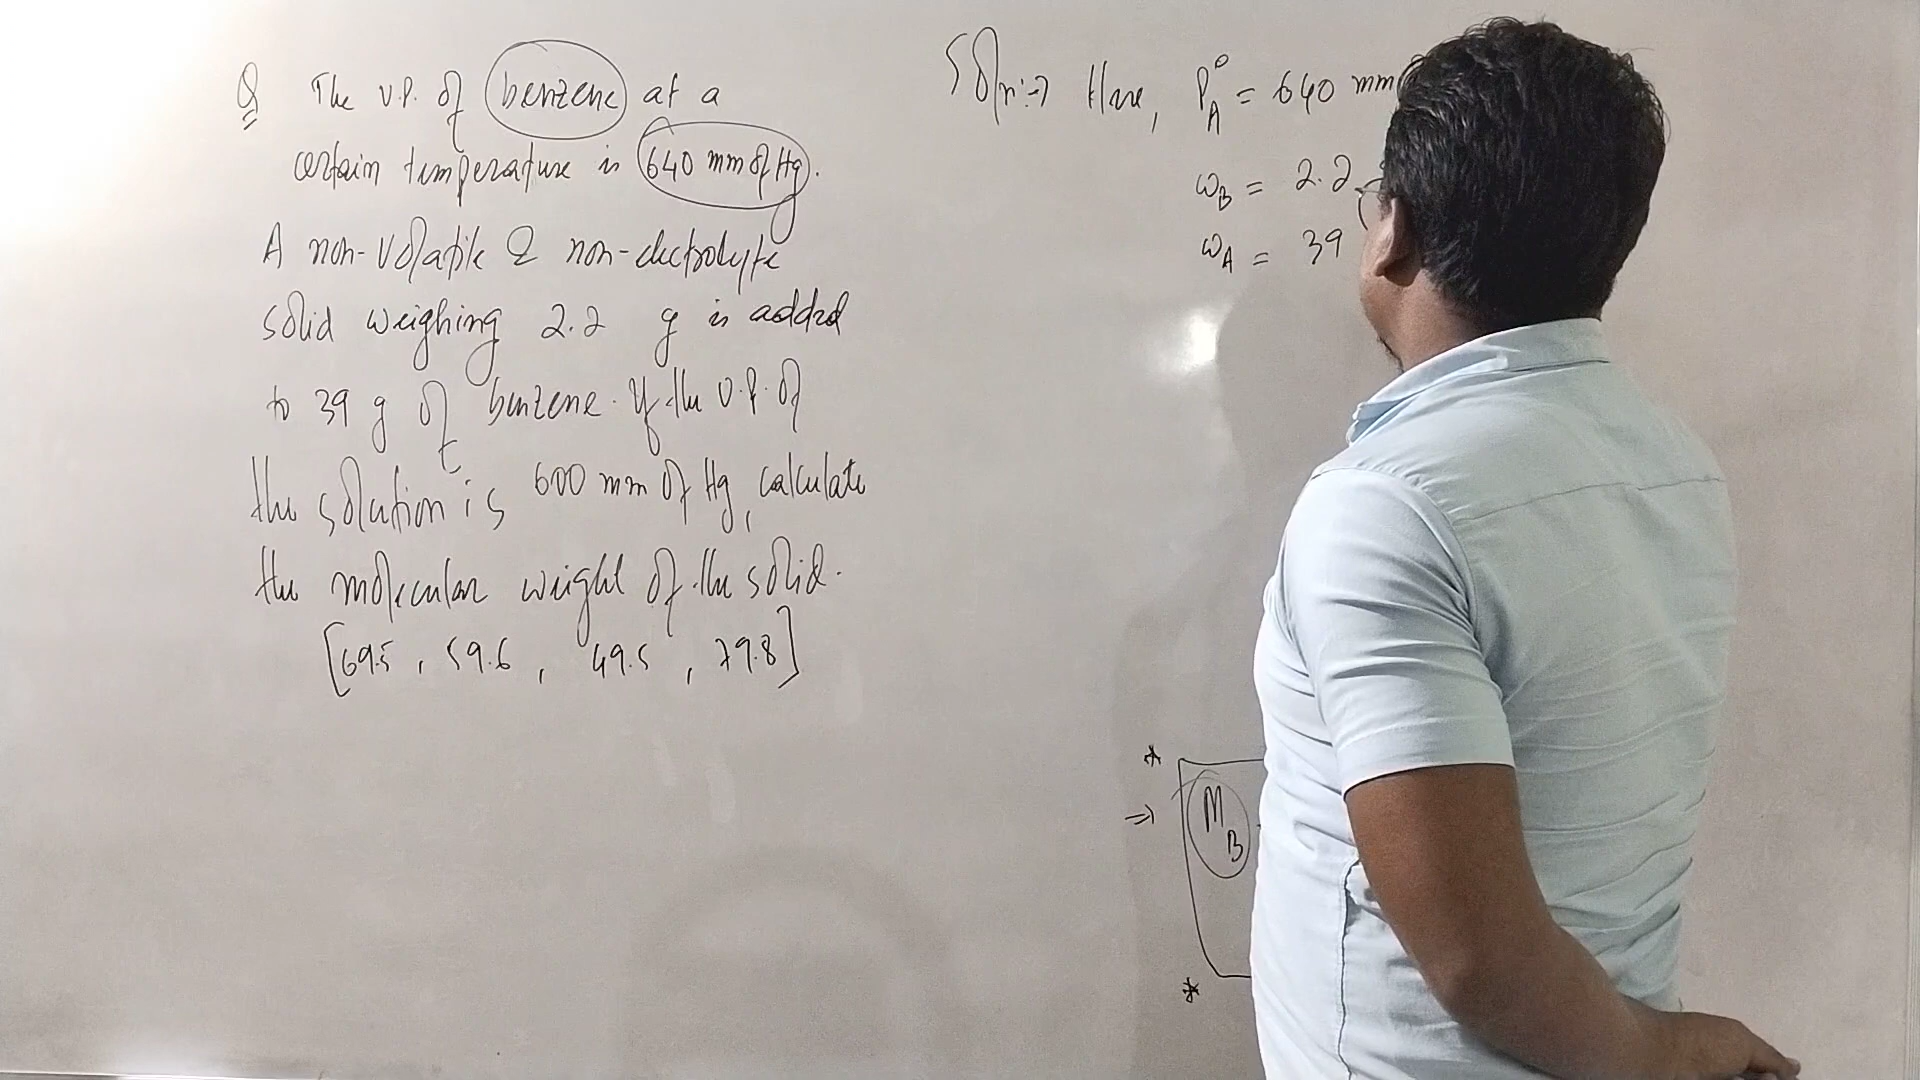 Q The v.p. of benzene at a
certain temperature is 640 mm of Hg.
A non-volatile & non-electrolyte
solid weighing 2.2 g is added
to 39 g of benzene. If the v.p. of
the solution is 600 mm of Hg, calculate
the molecular weight of the solid.
[69.5, 59.6, 49.5, 79.8]
Soln:→ Here, P°A = 640 mm
wB = 2.2
wA = 39
*
⇒ MB
*